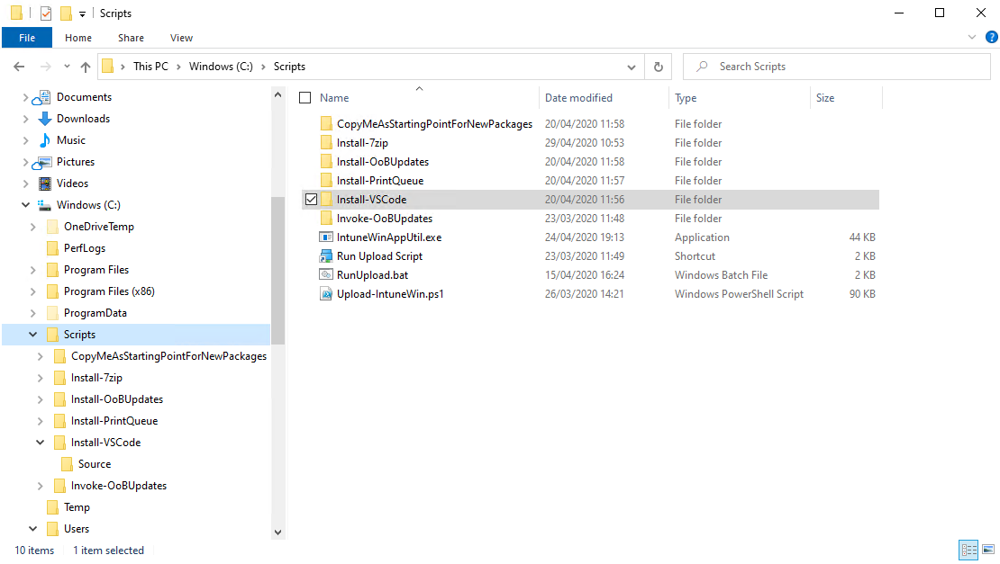 Scripts
File Home Share View
This PC Windows (C:) Scripts Search Scripts
Documents
Downloads
Music
Pictures
Videos
Windows (C:)
OneDriveTemp
PerfLogs
Program Files
Program Files (x86)
ProgramData
Scripts
CopyMeAsStartingPointForNewPackages
Install-7zip
Install-OoBUpdates
Install-PrintQueue
Install-VSCode
Source
Invoke-OoBUpdates
Temp
Users
Name Date modified Type Size
CopyMeAsStartingPointForNewPackages 20/04/2020 11:58 File folder
Install-7zip 29/04/2020 10:53 File folder
Install-OoBUpdates 20/04/2020 11:58 File folder
Install-PrintQueue 20/04/2020 11:57 File folder
Install-VSCode 20/04/2020 11:56 File folder
Invoke-OoBUpdates 23/03/2020 11:48 File folder
IntuneWinAppUtil.exe 24/04/2020 19:13 Application 44 KB
Run Upload Script 23/03/2020 11:49 Shortcut 2 KB
RunUpload.bat 15/04/2020 16:24 Windows Batch File 2 KB
Upload-IntuneWin.ps1 26/03/2020 14:21 Windows PowerShell Script 90 KB
10 items 1 item selected